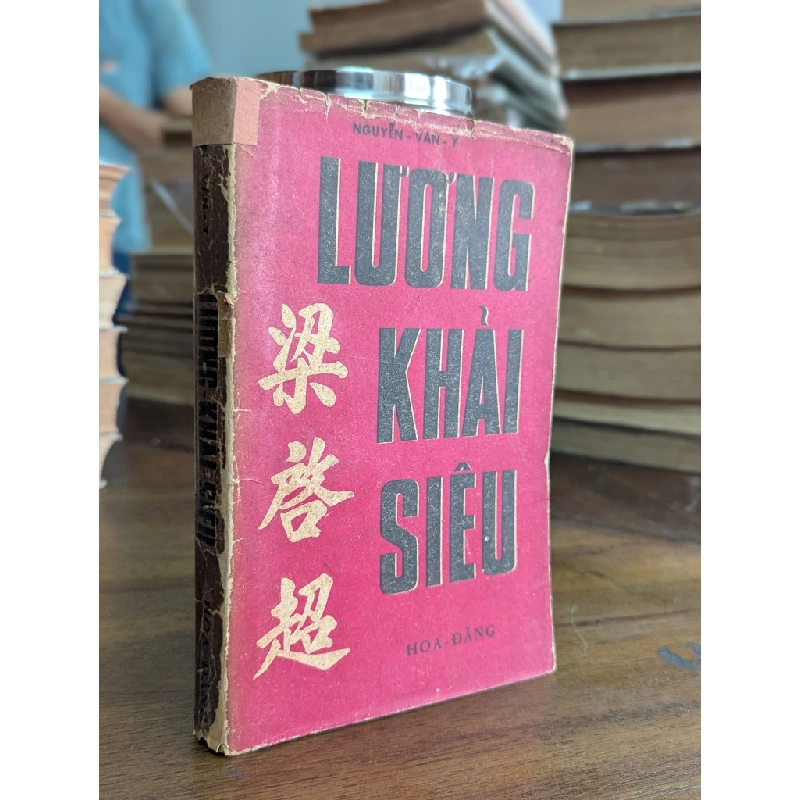 NGUYỄN - VĂN - Y
LƯƠNG
KHẢI
SIÊU
梁
啓
超
HOA - ĐĂNG